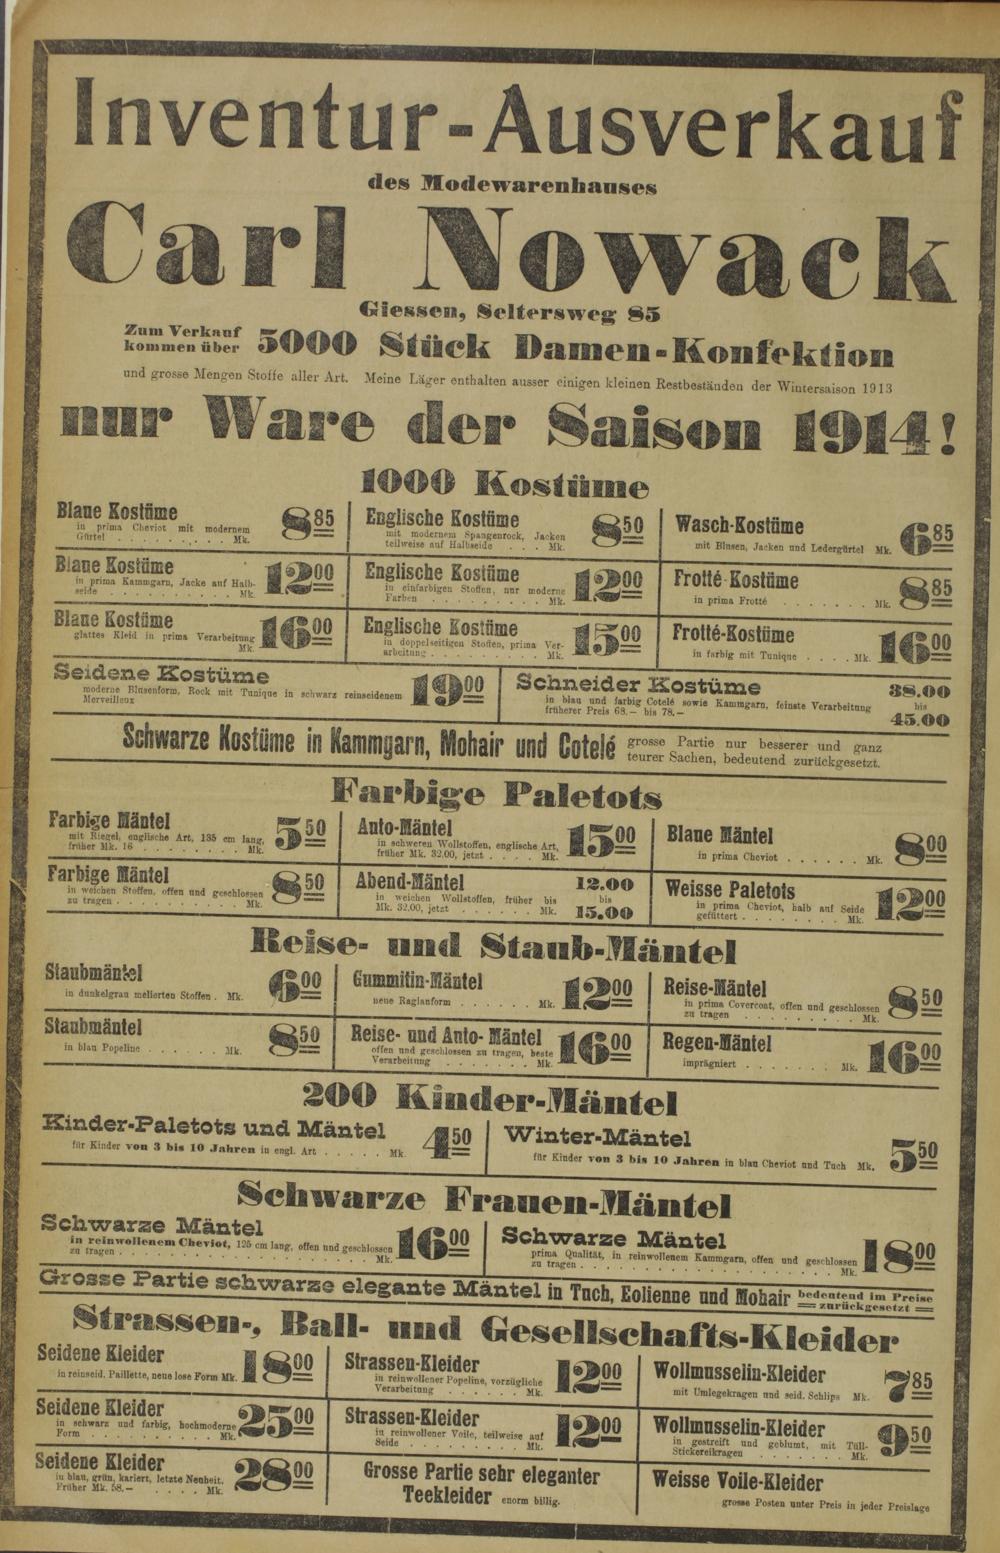 Inventur-Ausverkauf
des Modewarenhauses
Carl Nowack
Giessen, Seltersweg 85
Zum Verkauf
kommen über 5000 Stück Damen-Konfektion
und grosse Mengen Stoffe aller Art. Meine Läger enthalten ausser einigen kleinen Restbeständen der Wintersaison 1913
nur Ware der Saison 1914!
1000 Kostüme
Blaue Kostüme
in prima Cheviot mit modernem
Gürtel . . . . . . . . . Mk. 8 85
Englische Kostüme
mit modernem Spangenrock, Jacken
teilweise auf Halbseide . . . Mk. 8 50
Wasch-Kostüme
mit Blusen, Jacken und Ledergürtel Mk. 6 85
Blaue Kostüme
in prima Kammgarn, Jacke auf Halb-
seide . . . . . . . . . . Mk. 12 00
Englische Kostüme
in einfarbigen Stoffen, nur moderne
Farben . . . . . . . . . Mk. 12 00
Frotté-Kostüme
in prima Frotté . . . . . . . Mk. 8 85
Blaue Kostüme
glattes Kleid in prima Verarbeitung
Mk. 16 00
Englische Kostüme
in doppelseitigen Stoffen, prima Ver-
arbeitung . . . . . . . . . Mk. 15 00
Frotté-Kostüme
in farbig mit Tunique . . . . Mk. 16 00
Seidene Kostüme
moderne Blusenform, Rock mit Tunique in schwarz reinseidenem
Merveilleux 19 00
Schneider Kostüme
in blau und farbig Cotelé sowie Kammgarn, feinste Verarbeitung
früherer Preis 68.— bis 78.—
38.00
bis
45.00
Schwarze Kostüme in Kammgarn, Mohair und Cotelé grosse Partie nur besserer und ganz
teurer Sachen, bedeutend zurückgesetzt.
Farbige Paletots
Farbige Mäntel
mit Riegel, englische Art, 135 cm lang,
früher Mk. 16 . . . . . . . . Mk. 5 50
Auto-Mäntel
in schweren Wollstoffen, englische Art,
früher Mk. 32.00, jetzt . . . . Mk. 15 00
Blaue Mäntel
in prima Cheviot . . . . . . Mk. 8 00
Farbige Mäntel
in weichen Stoffen, offen und geschlossen
zu tragen . . . . . . . . . Mk. 8 50
Abend-Mäntel
in weichen Wollstoffen, früher bis
Mk. 32.00, jetzt . . . . . . Mk.
12.00
bis
15.00
Weisse Paletots
in prima Cheviot, halb auf Seide
gefüttert . . . . . . . . Mk. 12 00
Reise- und Staub-Mäntel
Staubmäntel
in dunkelgrau melierten Stoffen . Mk. 6 00
Gummitin-Mäntel
neue Raglanform . . . . . . Mk. 12 00
Reise-Mäntel
in prima Covercoat, offen und geschlossen
zu tragen . . . . . . . . . Mk. 8 50
Staubmäntel
in blau Popeline . . . . . . Mk. 8 50
Reise- und Auto-Mäntel
offen und geschlossen zu tragen, beste
Verarbeitung . . . . . . . . Mk. 16 00
Regen-Mäntel
imprägniert . . . . . . . Mk. 16 00
200 Kinder-Mäntel
Kinder-Paletots und Mäntel
für Kinder von 3 bis 10 Jahren in engl. Art . . . . . Mk 4 50
Winter-Mäntel
für Kinder von 3 bis 10 Jahren in blau Cheviot und Tuch Mk. 5 50
Schwarze Frauen-Mäntel
Schwarze Mäntel
in reinwollenem Cheviot, 125 cm lang, offen und geschlossen
zu tragen . . . . . . . . . . . . . . Mk. 16 00
Schwarze Mäntel
prima Qualität, in reinwollenem Kammgarn, offen und geschlossen
zu tragen . . . . . . . . . . . . . . Mk. 18 00
Grosse Partie schwarze elegante Mäntel in Tuch, Eolienne und Mohair bedeutend im Preise
zurückgesetzt
Strassen-, Ball- und Gesellschafts-Kleider
Seidene Kleider
in reinseid. Paillette, neue lose Form Mk. 18 00
Strassen-Kleider
in reinwollener Popeline, vorzügliche
Verarbeitung . . . . . . Mk. 12 00
Wollmusselin-Kleider
mit Umlegekragen und seid. Schlips Mk. 7 85
Seidene Kleider
in schwarz und farbig, hochmoderne
Form . . . . . . . . . . Mk. 25 00
Strassen-Kleider
in reinwollener Voile, teilweise auf
Seide . . . . . . . . . Mk. 12 00
Wollmusselin-Kleider
in gestreift und geblumt, mit Tüll-
Stickereikragen . . . . . . . Mk. 9 50
Seidene Kleider
in blau, grün, kariert, letzte Neuheit.
Früher Mk. 58.— . . . . Mk. 28 00
Grosse Partie sehr eleganter
Teekleider enorm billig.
Weisse Voile-Kleider
grosse Posten unter Preis in jeder Preislage